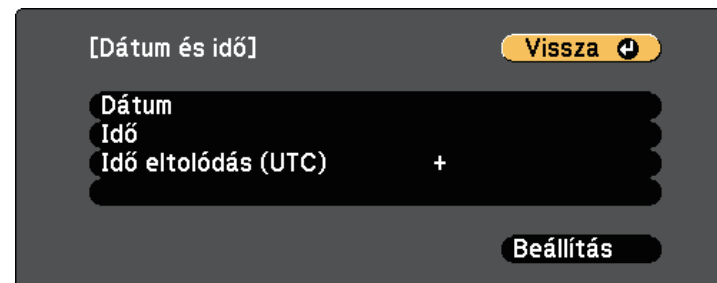 [Dátum és idő] Vissza
Dátum
Idő
Idő eltolódás (UTC) +
Beállítás